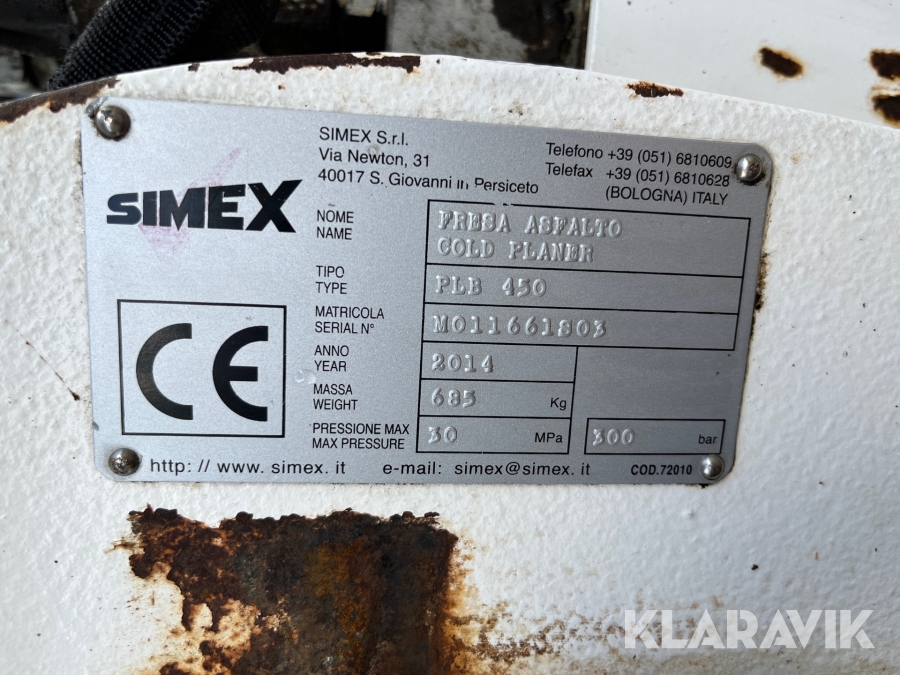 SIMEX S.r.l.
Via Newton, 31
40017 S. Giovanni in Persiceto
Telefono +39 (051) 6810609
Telefax +39 (051) 6810628
(BOLOGNA) ITALY
SIMEX
NOME
NAME
FRESA ASFALTO
COLD PLANER
TIPO
TYPE
PLB 450
MATRICOLA
SERIAL N°
M011661803
ANNO
YEAR
2014
MASSA
WEIGHT
685 Kg
PRESSIONE MAX
MAX PRESSURE
30 MPa
300 bar
CE
http: // www. simex. it e-mail: simex@simex. it COD.72010
KLARAVIK